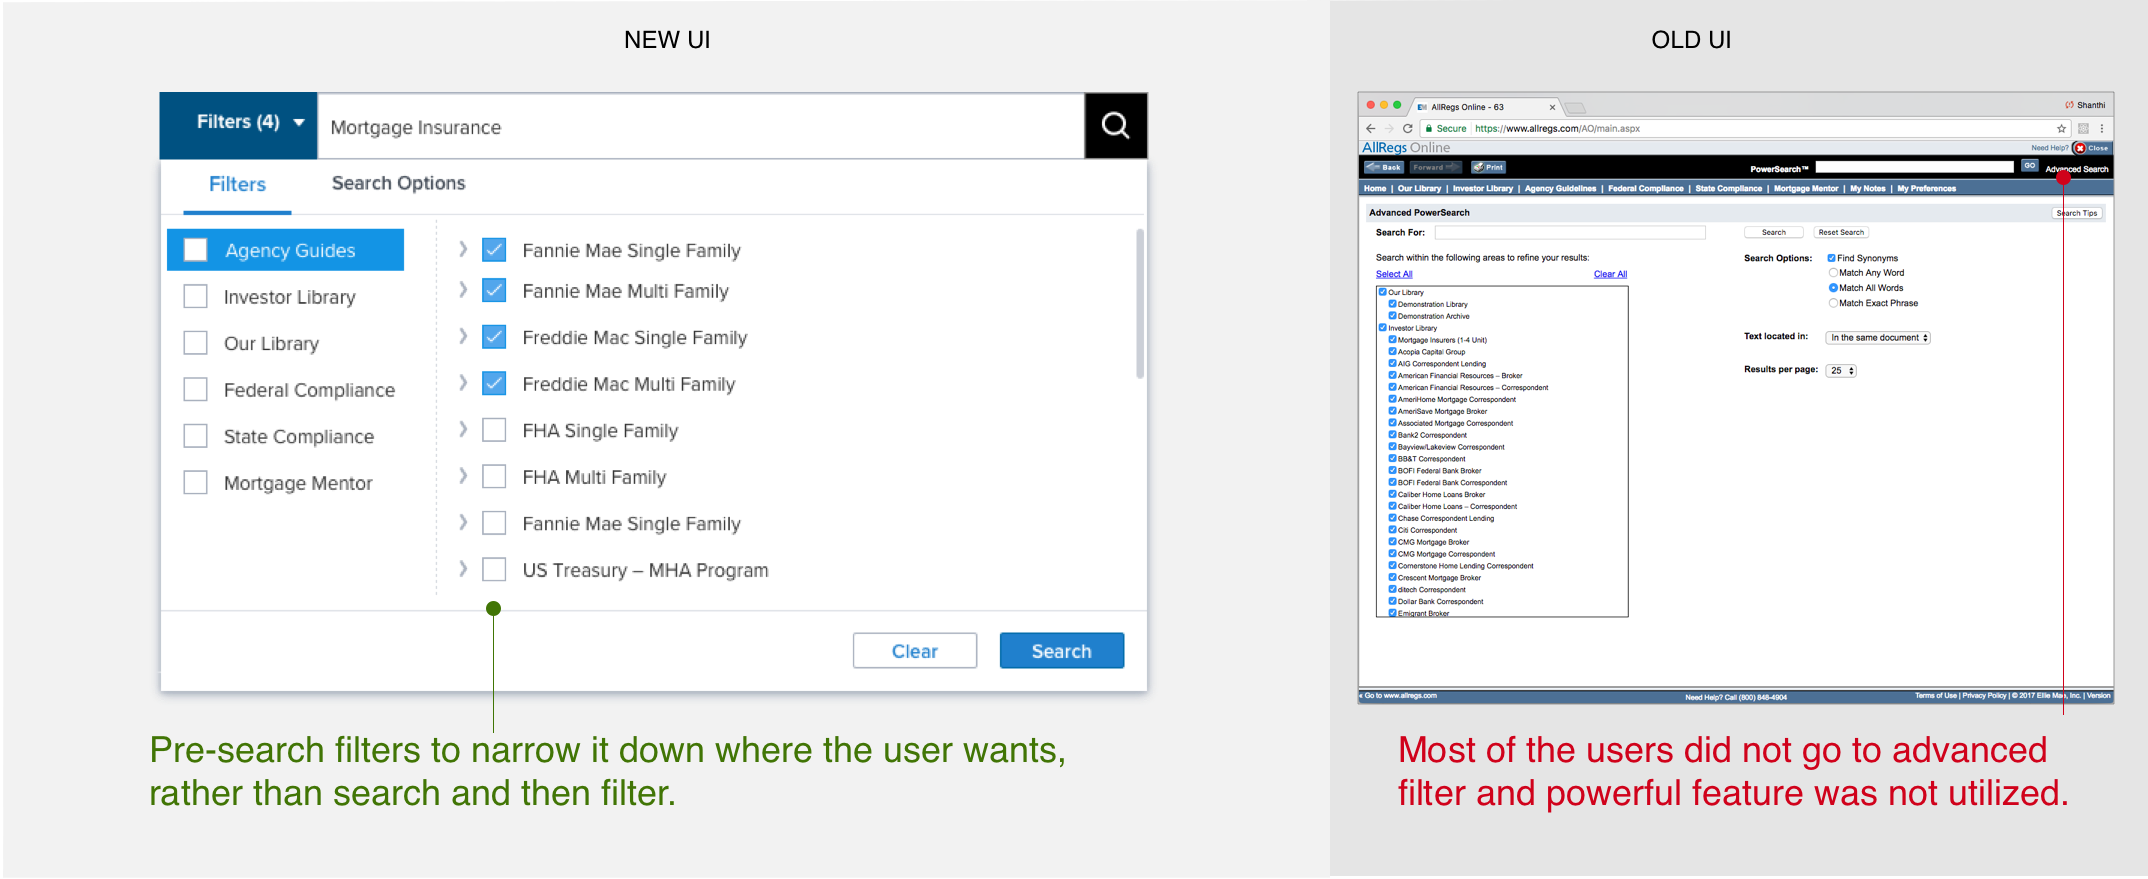 NEW UI
Filters (4)
Mortgage Insurance
Filters
Search Options
Agency Guides
Investor Library
Our Library
Federal Compliance
State Compliance
Mortgage Mentor
Fannie Mae Single Family
Fannie Mae Multi Family
Freddie Mac Single Family
Freddie Mac Multi Family
FHA Single Family
FHA Multi Family
Fannie Mae Single Family
US Treasury – MHA Program
Clear
Search
Pre-search filters to narrow it down where the user wants,
rather than search and then filter.
OLD UI
AllRegs Online - 63
Shanthi
Secure https://www.allregs.com/AO/main.aspx
AllRegs Online
Need Help?
Close
Back
Forward
Print
PowerSearch™
GO
Advanced Search
Home | Our Library | Investor Library | Agency Guidelines | Federal Compliance | State Compliance | Mortgage Mentor | My Notes | My Preferences
Advanced PowerSearch
Search Tips
Search For:
Search
Reset Search
Search within the following areas to refine your results:
Select All
Clear All
Our Library
Demonstration Library
Demonstration Archive
Investor Library
Mortgage Insurers (1-4 Unit)
Acopia Capital Group
AIG Correspondent Lending
American Financial Resources – Broker
American Financial Resources – Correspondent
AmeriHome Mortgage Correspondent
AmeriSave Mortgage Broker
Associated Mortgage Correspondent
Bank2 Correspondent
Bayview/Lakeview Correspondent
BB&T Correspondent
BOFI Federal Bank Broker
BOFI Federal Bank Correspondent
Caliber Home Loans Broker
Caliber Home Loans – Correspondent
Chase Correspondent Lending
Citi Correspondent
CMG Mortgage Broker
CMG Mortgage Correspondent
Cornerstone Home Lending Correspondent
Crescent Mortgage Broker
ditech Correspondent
Dollar Bank Correspondent
Emigrant Broker
Search Options:
Find Synonyms
Match Any Word
Match All Words
Match Exact Phrase
Text located in:
In the same document
Results per page:
25
Go to www.allregs.com
Need Help? Call (800) 848-4904
Terms of Use | Privacy Policy | © 2017 Ellie Mae, Inc. | Version
Most of the users did not go to advanced
filter and powerful feature was not utilized.